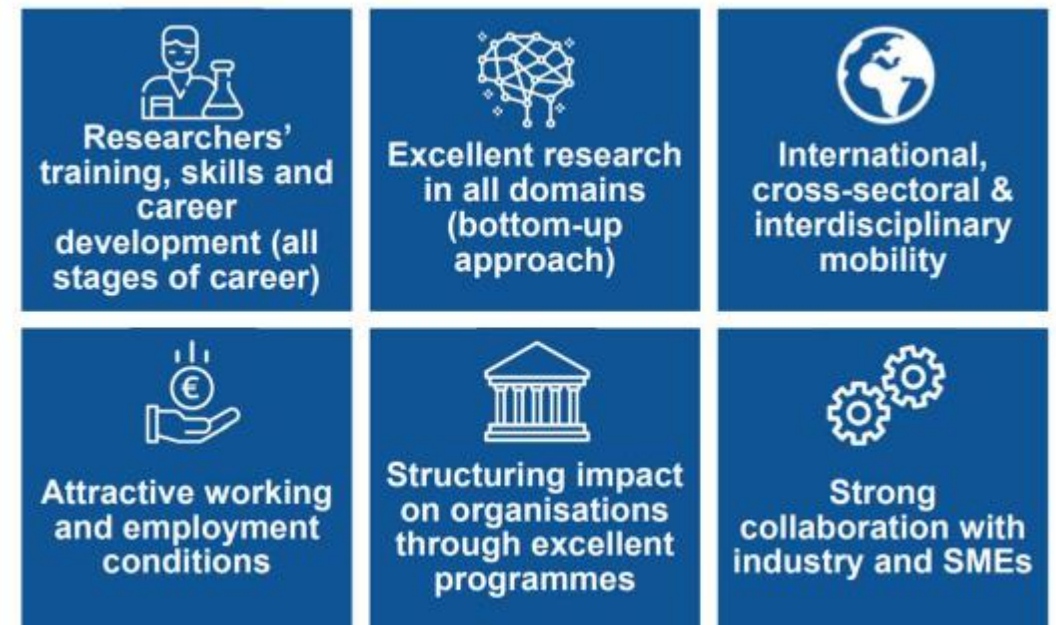 Researchers’
training, skills and
career
development (all
stages of career)
Excellent research
in all domains
(bottom-up
approach)
International,
cross-sectoral &
interdisciplinary
mobility
€
Attractive working
and employment
conditions
Structuring impact
on organisations
through excellent
programmes
Strong
collaboration with
industry and SMEs